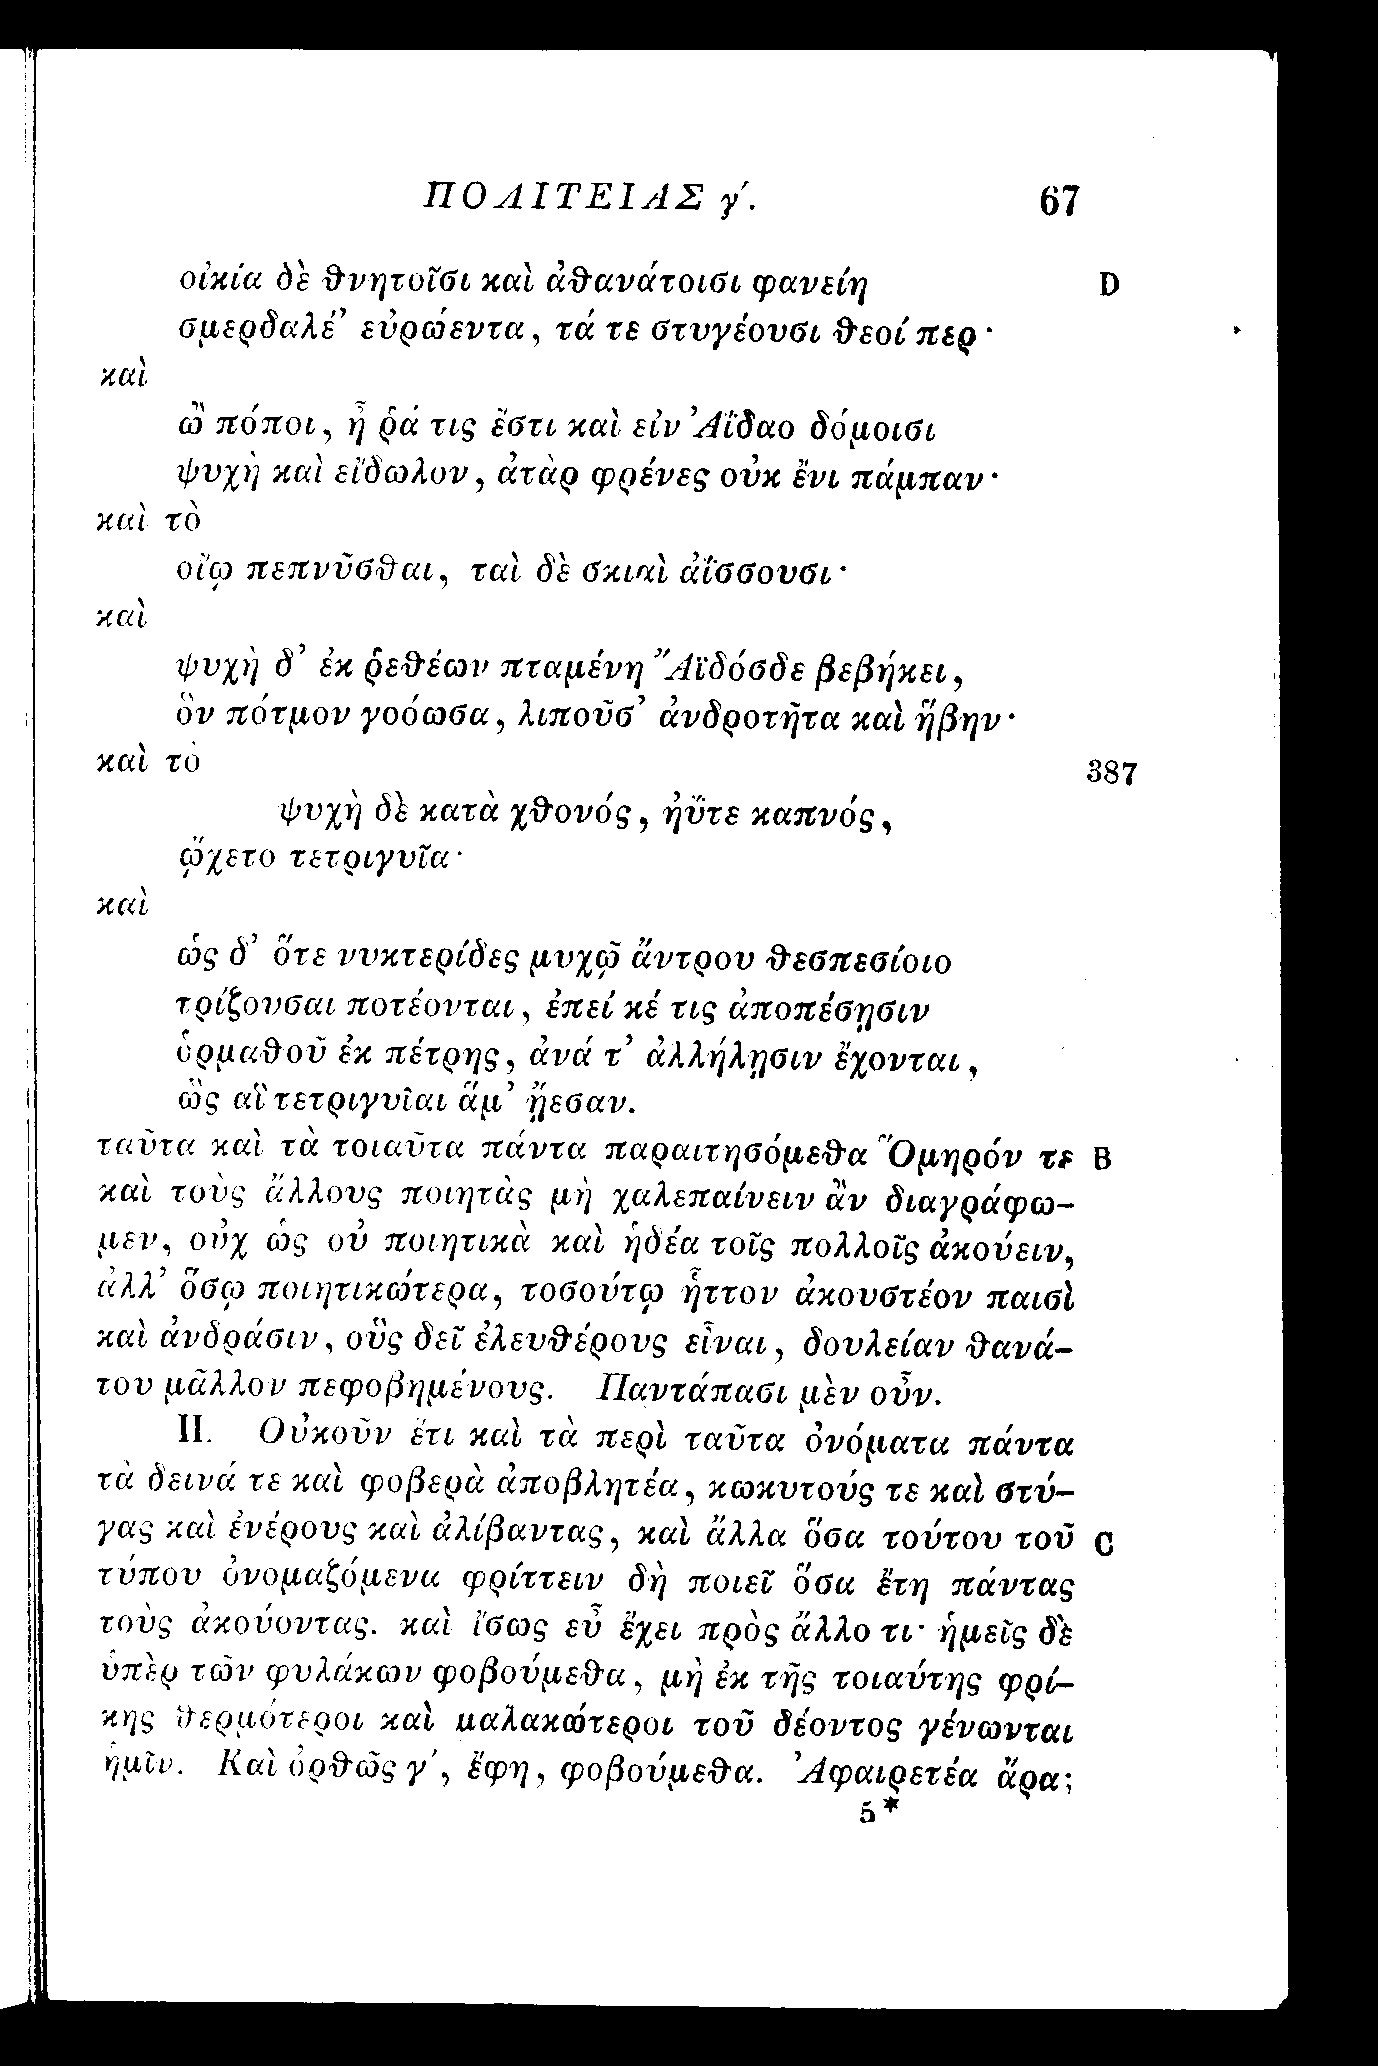 ΠΟΛΙΤΕΙΑΣ γ΄. 67
οἰκία δὲ θνητοῖσι καὶ ἀθανάτοισι φανείη D
σμερδαλέ’ εὐρώεντα, τά τε στυγέουσι θεοί περ·
καὶ
ὢ πόποι, ἦ ῥά τις ἔστι καὶ εἰν Ἀΐδαο δόμοισι
ψυχὴ καὶ εἴδωλον, ἀτὰρ φρένες οὐκ ἔνι πάμπαν·
καὶ τὸ
οἴῳ πεπνῦσθαι, ταὶ δὲ σκιαὶ ἀΐσσουσι·
καὶ
ψυχὴ δ’ ἐκ ῥεθέων πταμένη Ἄϊδόσδε βεβήκει,
ὃν πότμον γοόωσα, λιποῦσ’ ἀνδροτῆτα καὶ ἥβην·
καὶ τὸ 387
ψυχὴ δὲ κατὰ χθονός, ἠΰτε καπνός,
ᾤχετο τετριγυῖα·
καὶ
ὡς δ’ ὅτε νυκτερίδες μυχῷ ἄντρου θεσπεσίοιο
τρίζουσαι ποτέονται, ἐπεί κέ τις ἀποπέσῃσιν
ὁρμαθοῦ ἐκ πέτρης, ἀνά τ’ ἀλλήλῃσιν ἔχονται,
ὣς αἳ τετριγυῖαι ἅμ’ ᾔεσαν.
ταῦτα καὶ τὰ τοιαῦτα πάντα παραιτησόμεθα Ὅμηρόν τε B
καὶ τοὺς ἄλλους ποιητὰς μὴ χαλεπαίνειν ἂν διαγράφω-
μεν, οὐχ ὡς οὐ ποιητικὰ καὶ ἡδέα τοῖς πολλοῖς ἀκούειν,
ἀλλ’ ὅσῳ ποιητικώτερα, τοσούτῳ ἧττον ἀκουστέον παισὶ
καὶ ἀνδράσιν, οὓς δεῖ ἐλευθέρους εἶναι, δουλείαν θανά-
του μᾶλλον πεφοβημένους. Παντάπασι μὲν οὖν.
II. Οὐκοῦν ἔτι καὶ τὰ περὶ ταῦτα ὀνόματα πάντα
τὰ δεινά τε καὶ φοβερὰ ἀποβλητέα, κωκυτούς τε καὶ στύ-
γας καὶ ἐνέρους καὶ ἀλίβαντας, καὶ ἄλλα ὅσα τούτου τοῦ C
τύπου ὀνομαζόμενα φρίττειν δὴ ποιεῖ ὅσα ἔτη πάντας
τοὺς ἀκούοντας. καὶ ἴσως εὖ ἔχει πρὸς ἄλλο τι· ἡμεῖς δὲ
ὑπὲρ τῶν φυλάκων φοβούμεθα, μὴ ἐκ τῆς τοιαύτης φρί-
κης θερμότεροι καὶ μαλακώτεροι τοῦ δέοντος γένωνται
ἡμῖν. Καὶ ὀρθῶς γ’, ἔφη, φοβούμεθα. Ἀφαιρετέα ἄρα;
5*